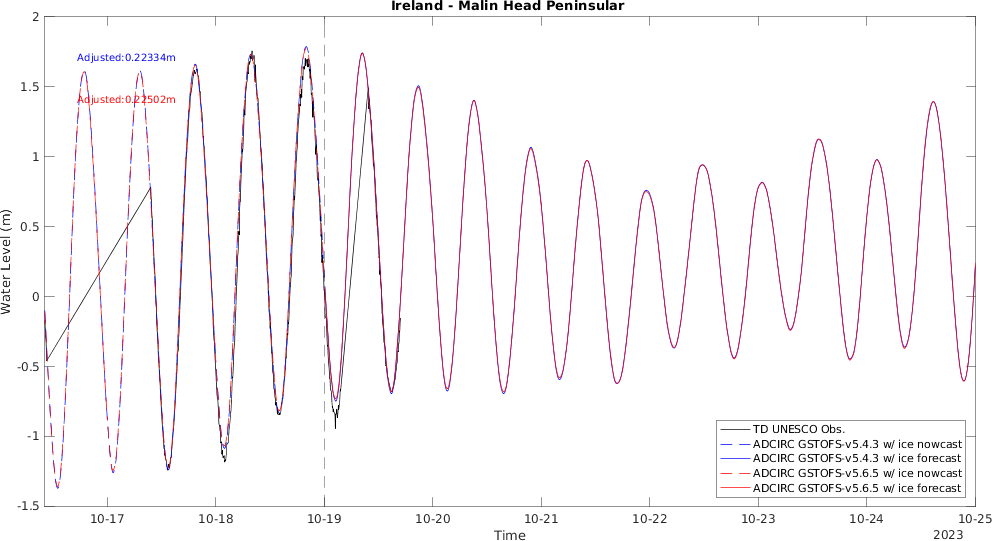 Ireland - Malin Head Peninsular
Water Level (m)
2
1.5
1
0.5
0
-0.5
-1
-1.5
Adjusted:0.22334m
Adjusted:0.22502m
TD UNESCO Obs.
ADCIRC GSTOFS-v5.4.3 w/ ice nowcast
ADCIRC GSTOFS-v5.4.3 w/ ice forecast
ADCIRC GSTOFS-v5.6.5 w/ ice nowcast
ADCIRC GSTOFS-v5.6.5 w/ ice forecast
10-17 10-18 10-19 10-20 10-21 10-22 10-23 10-24 10-25
Time
2023